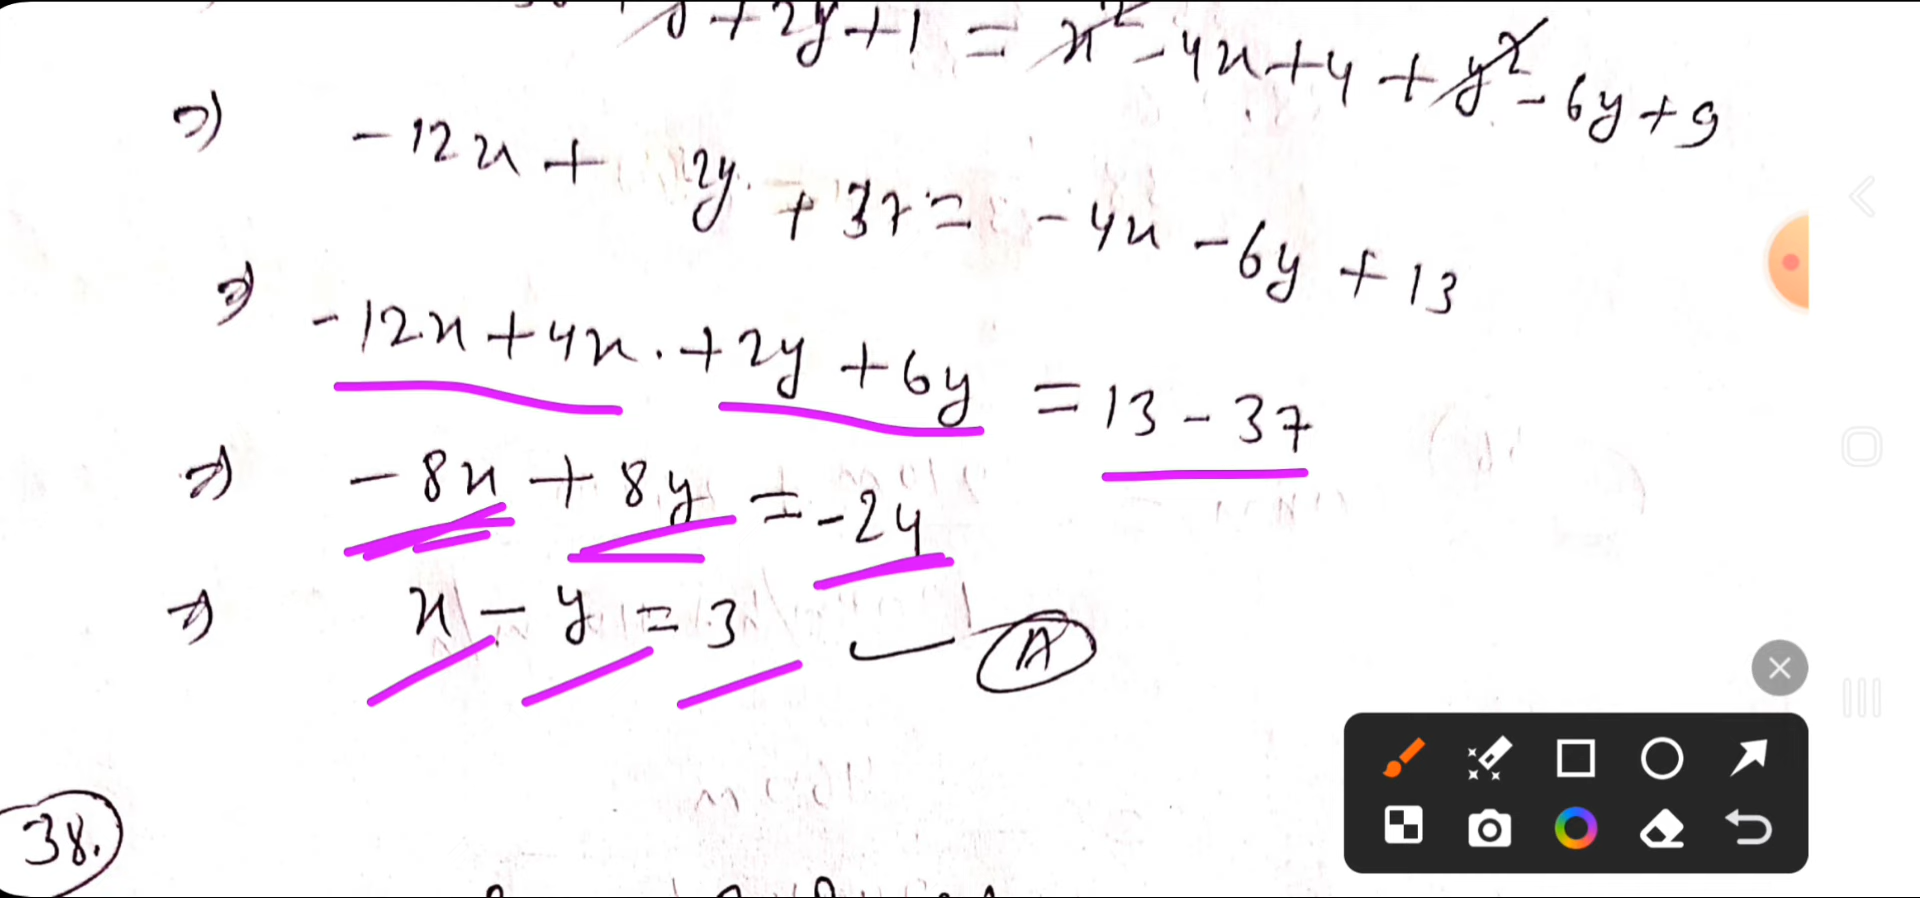 +2y+1 = x² -4x+4 + y² -6y+9
⇒) -12x + 2y + 37 = -4x -6y + 13
⇒) -12x+4x+2y+6y = 13-37
⇒) -8x + 8y = -24
⇒) x - y = 3 A
38.